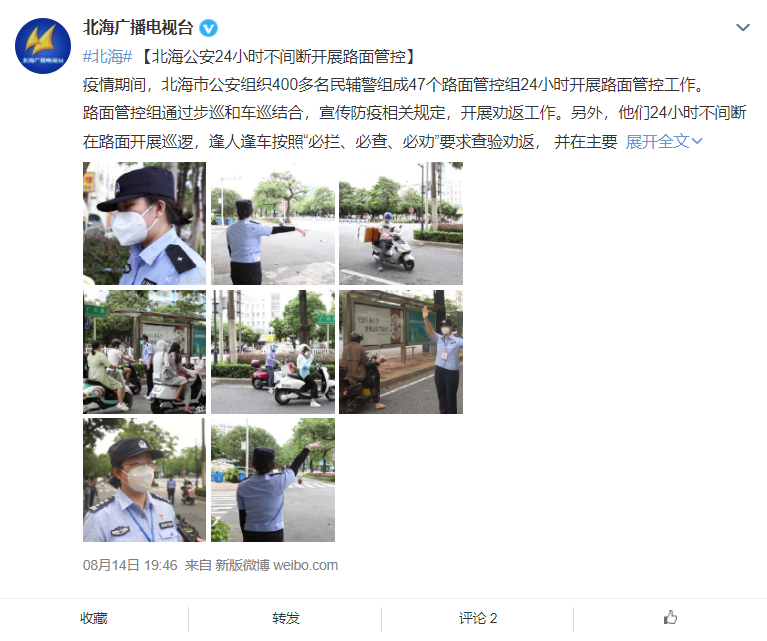 北海广播电视台
#北海# 【北海公安24小时不间断开展路面管控】
疫情期间，北海市公安组织400多名民辅警组成47个路面管控组24小时开展路面管控工作。
路面管控组通过步巡和车巡结合，宣传防疫相关规定，开展劝返工作。另外，他们24小时不间断
在路面开展巡逻，逢人逢车按照“必拦、必查、必劝”要求查验劝返， 并在主要 展开全文
08月14日 19:46 来自 新版微博 weibo.com
收藏 转发 评论 2